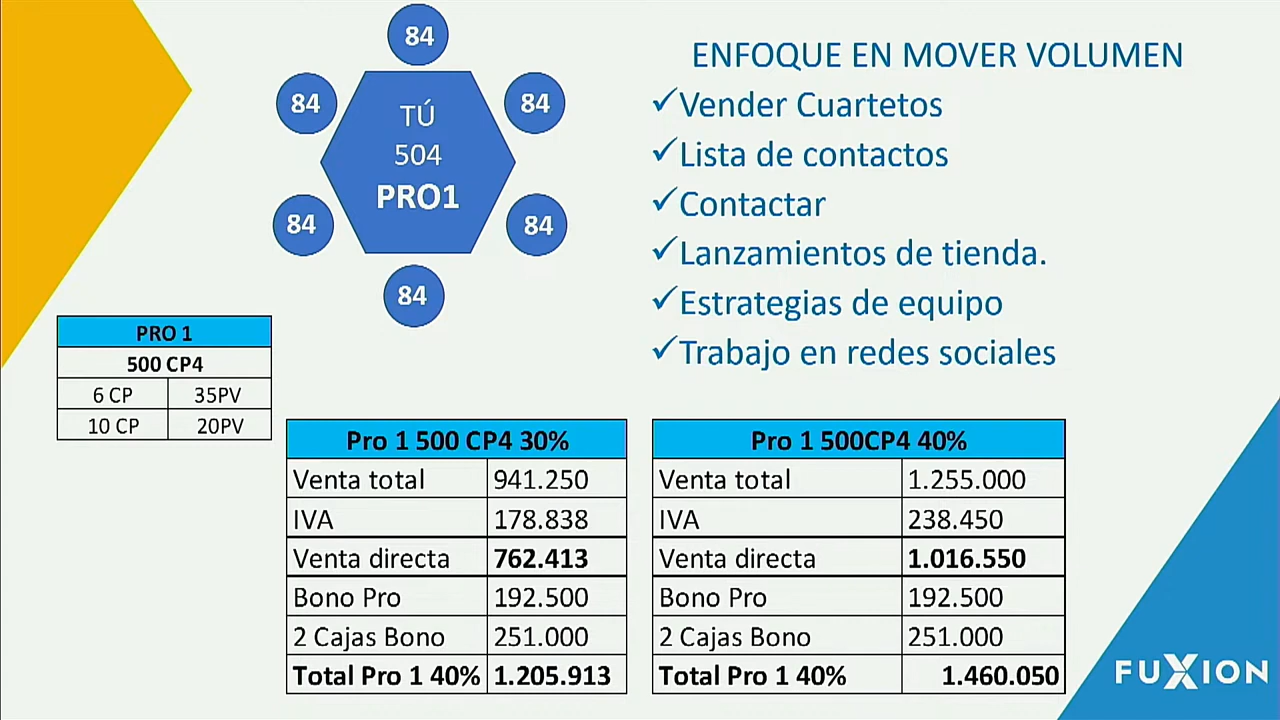 84
84
84
TÚ
504
PRO1
84
84
84
ENFOQUE EN MOVER VOLUMEN
✓Vender Cuartetos
✓Lista de contactos
✓Contactar
✓Lanzamientos de tienda.
✓Estrategias de equipo
✓Trabajo en redes sociales
PRO 1
500 CP4
6 CP 35PV
10 CP 20PV
Pro 1 500 CP4 30%
Venta total 941.250
IVA 178.838
Venta directa 762.413
Bono Pro 192.500
2 Cajas Bono 251.000
Total Pro 1 40% 1.205.913
Pro 1 500CP4 40%
Venta total 1.255.000
IVA 238.450
Venta directa 1.016.550
Bono Pro 192.500
2 Cajas Bono 251.000
Total Pro 1 40% 1.460.050
FUXION